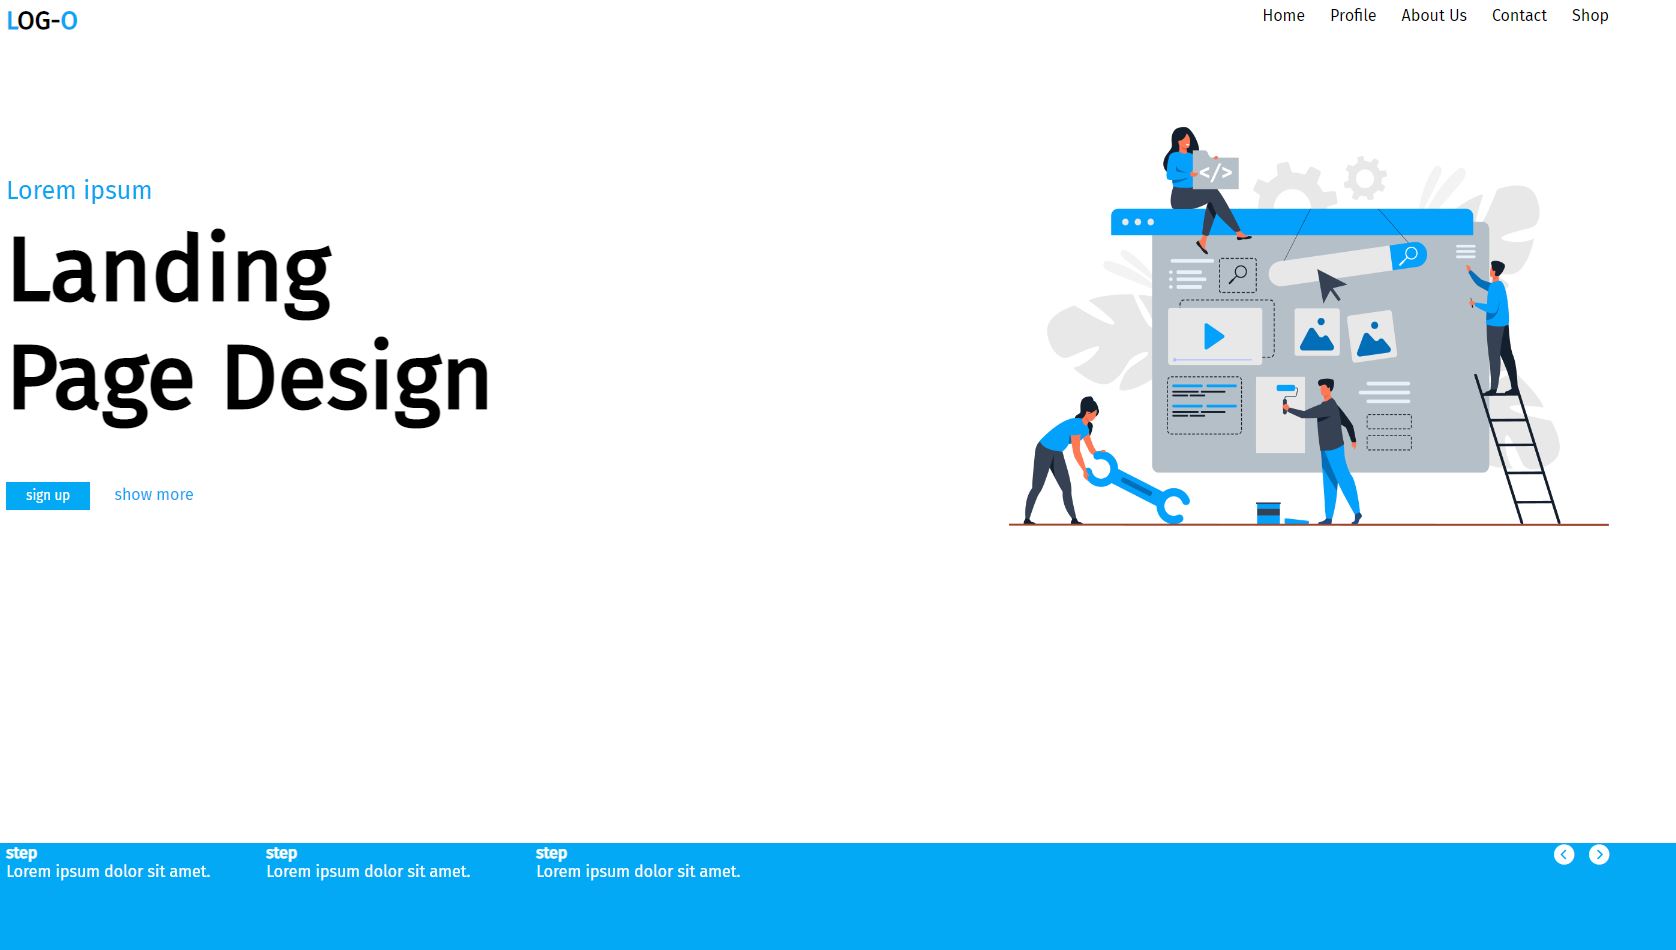 LOG-O
Home Profile About Us Contact Shop
Lorem ipsum
Landing
Page Design
sign up show more
</>
step
Lorem ipsum dolor sit amet.
step
Lorem ipsum dolor sit amet.
step
Lorem ipsum dolor sit amet.